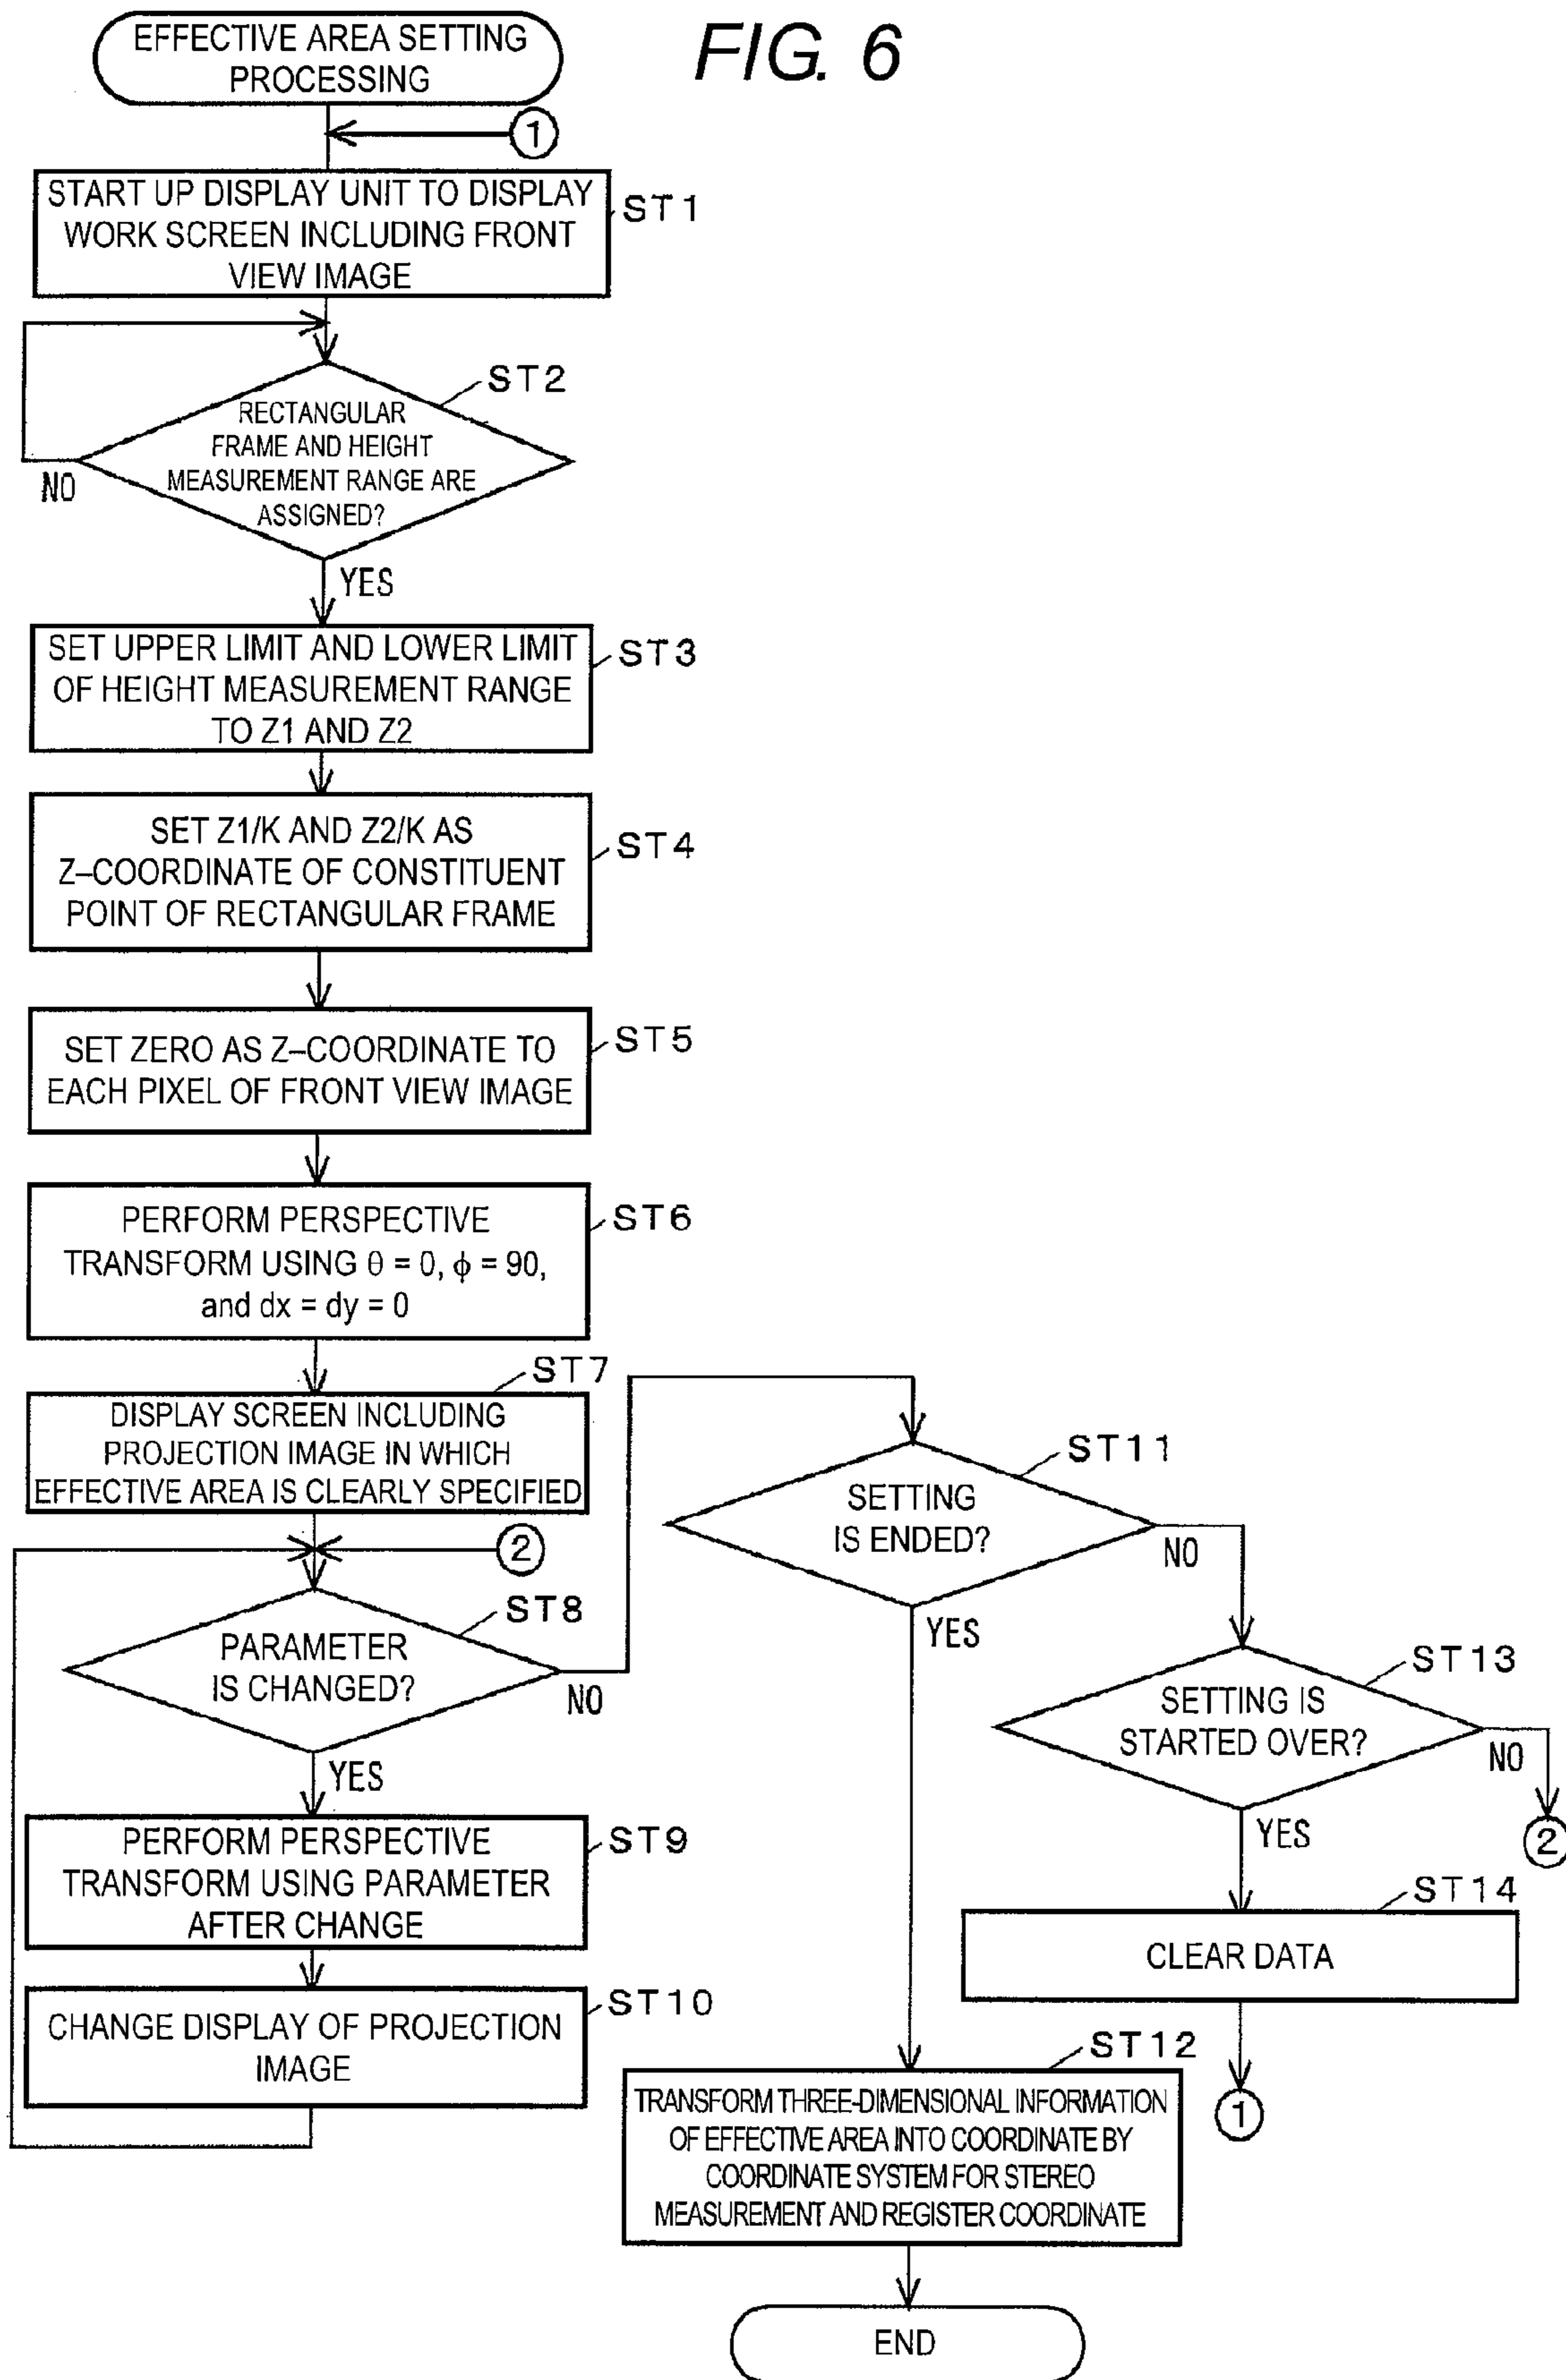 FIG. 6
EFFECTIVE AREA SETTING
PROCESSING
1
START UP DISPLAY UNIT TO DISPLAY
WORK SCREEN INCLUDING FRONT
VIEW IMAGE
ST1
ST2
RECTANGULAR
FRAME AND HEIGHT
MEASUREMENT RANGE ARE
ASSIGNED?
NO
YES
SET UPPER LIMIT AND LOWER LIMIT
OF HEIGHT MEASUREMENT RANGE
TO Z1 AND Z2
ST3
SET Z1/K AND Z2/K AS
Z–COORDINATE OF CONSTITUENT
POINT OF RECTANGULAR FRAME
ST4
SET ZERO AS Z–COORDINATE TO
EACH PIXEL OF FRONT VIEW IMAGE
ST5
PERFORM PERSPECTIVE
TRANSFORM USING θ = 0, ϕ = 90,
and dx = dy = 0
ST6
ST7
DISPLAY SCREEN INCLUDING
PROJECTION IMAGE IN WHICH
EFFECTIVE AREA IS CLEARLY SPECIFIED
2
ST8
PARAMETER
IS CHANGED?
NO
YES
PERFORM PERSPECTIVE
TRANSFORM USING PARAMETER
AFTER CHANGE
ST9
CHANGE DISPLAY OF PROJECTION
IMAGE
ST10
ST11
SETTING
IS ENDED?
NO
YES
ST13
SETTING IS
STARTED OVER?
NO
2
YES
ST14
CLEAR DATA
1
ST12
TRANSFORM THREE-DIMENSIONAL INFORMATION
OF EFFECTIVE AREA INTO COORDINATE BY
COORDINATE SYSTEM FOR STEREO
MEASUREMENT AND REGISTER COORDINATE
END